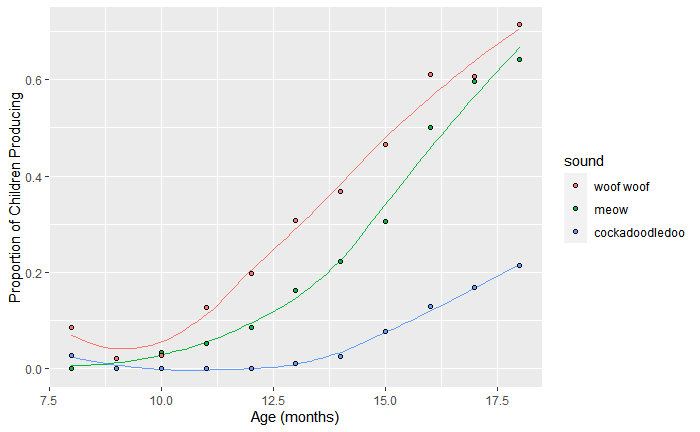 Proportion of Children Producing
0.6
0.4
0.2
0.0
7.5 10.0 12.5 15.0 17.5
Age (months)
sound
woof woof
meow
cockadoodledoo